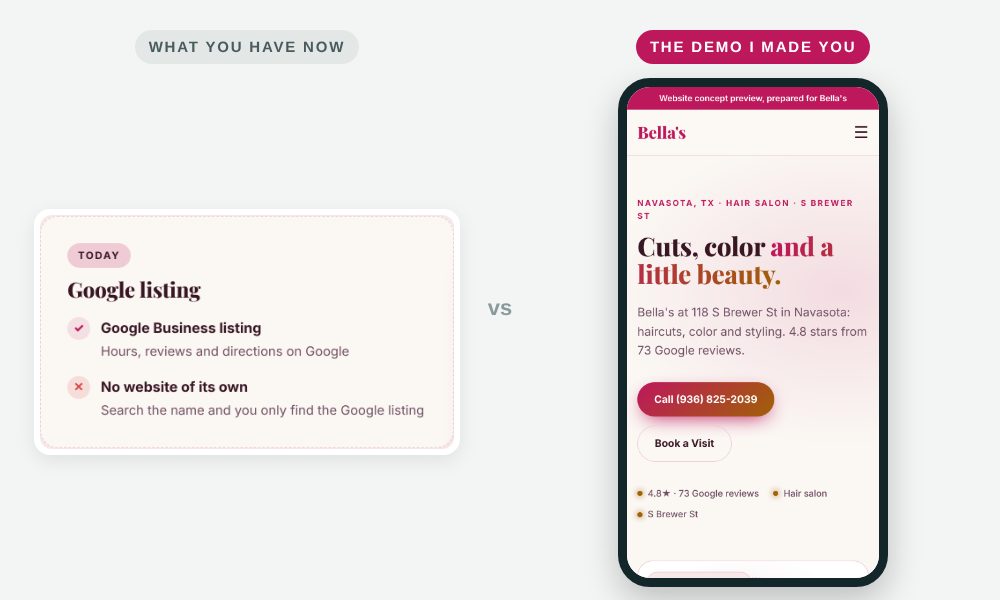 WHAT YOU HAVE NOW
TODAY
Google listing
Google Business listing
Hours, reviews and directions on Google
No website of its own
Search the name and you only find the Google listing
vs
THE DEMO I MADE YOU
Website concept preview, prepared for Bella's
Bella's
NAVASOTA, TX · HAIR SALON · S BREWER
ST
Cuts, color and a
little beauty.
Bella's at 118 S Brewer St in Navasota:
haircuts, color and styling. 4.8 stars from
73 Google reviews.
Call (936) 825-2039
Book a Visit
4.8★ · 73 Google reviews
Hair salon
S Brewer St